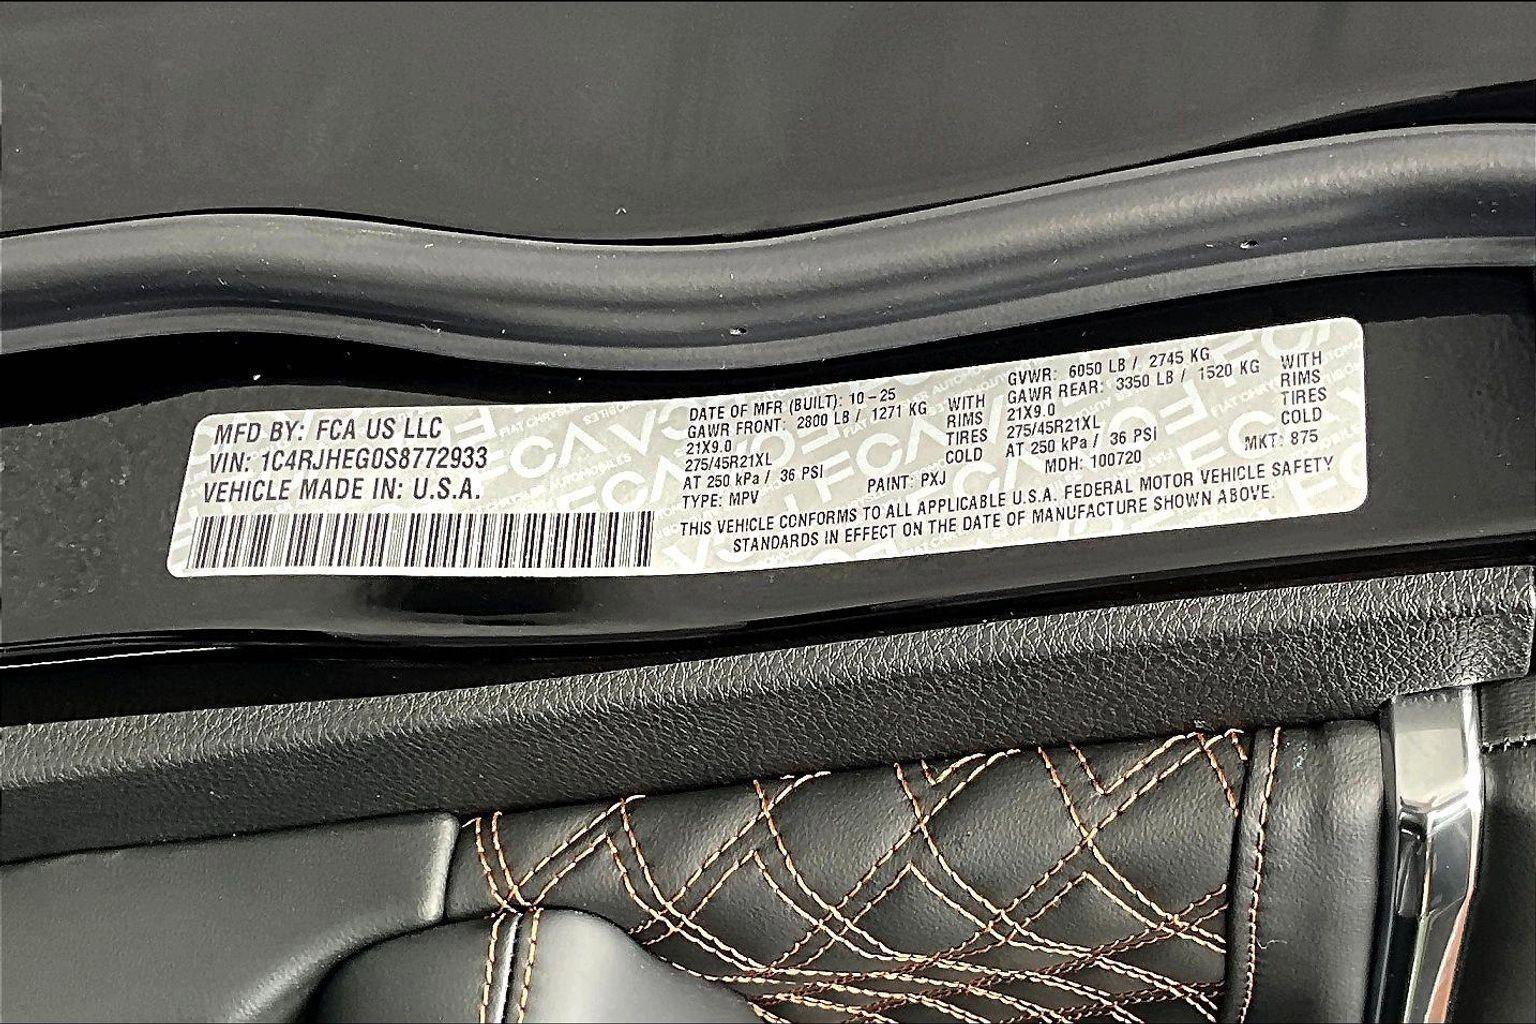 MFD BY: FCA US LLC
VIN: 1C4RJHEG0S8772933
VEHICLE MADE IN: U.S.A.
DATE OF MFR (BUILT): 10-25
GAWR FRONT: 2800 LB / 1271 KG WITH
21X9.0 RIMS
275/45R21XL TIRES
AT 250 kPa / 36 PSI COLD
TYPE: MPV PAINT: PXJ
GVWR: 6050 LB / 2745 KG
GAWR REAR: 3350 LB / 1520 KG WITH
21X9.0 RIMS
275/45R21XL TIRES
AT 250 kPa / 36 PSI COLD
MDH: 100720 MKT: 875
THIS VEHICLE CONFORMS TO ALL APPLICABLE U.S.A. FEDERAL MOTOR VEHICLE SAFETY
STANDARDS IN EFFECT ON THE DATE OF MANUFACTURE SHOWN ABOVE.